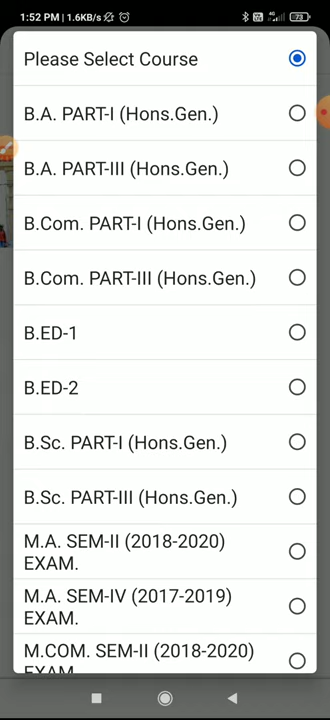 1:52 PM | 1.6KB/s
73
Please Select Course
B.A. PART-I (Hons.Gen.)
B.A. PART-III (Hons.Gen.)
B.Com. PART-I (Hons.Gen.)
B.Com. PART-III (Hons.Gen.)
B.ED-1
B.ED-2
B.Sc. PART-I (Hons.Gen.)
B.Sc. PART-III (Hons.Gen.)
M.A. SEM-II (2018-2020)
EXAM.
M.A. SEM-IV (2017-2019)
EXAM.
M.COM. SEM-II (2018-2020)
EXAM